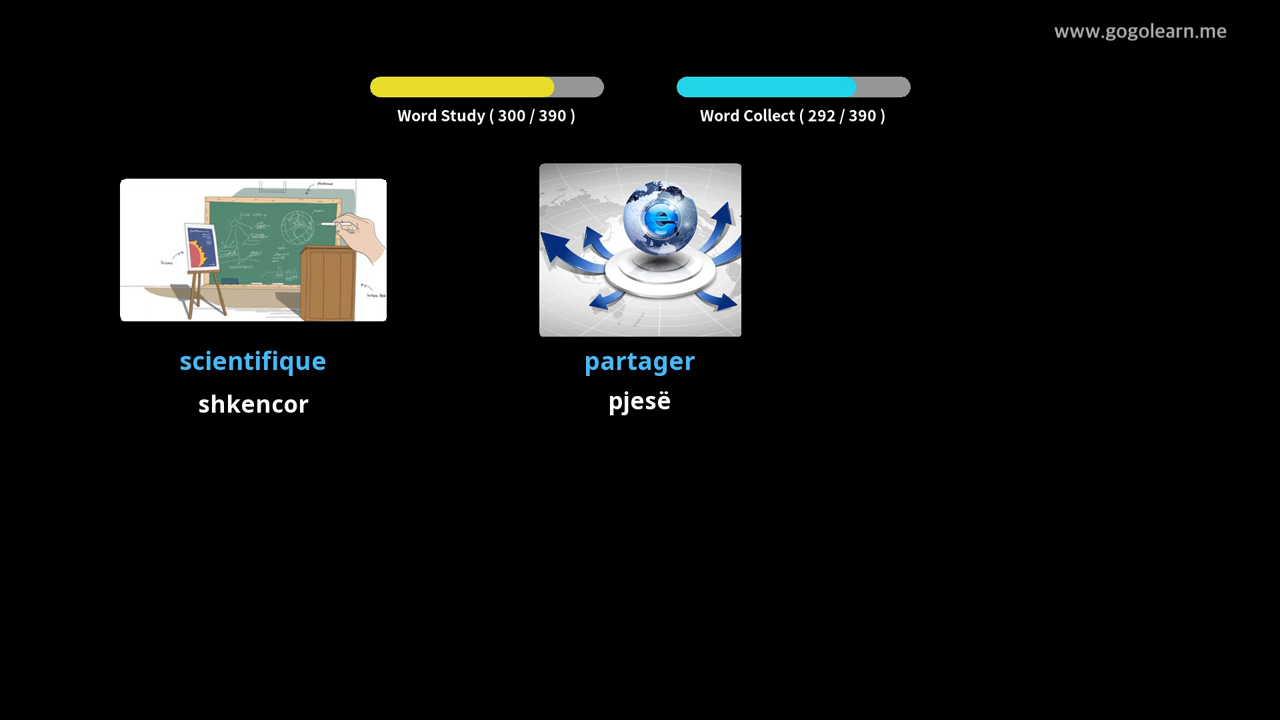 www.gogolearn.me
Word Study ( 300 / 390 )
Word Collect ( 292 / 390 )
e
scientifique
partager
shkencor
pjesë